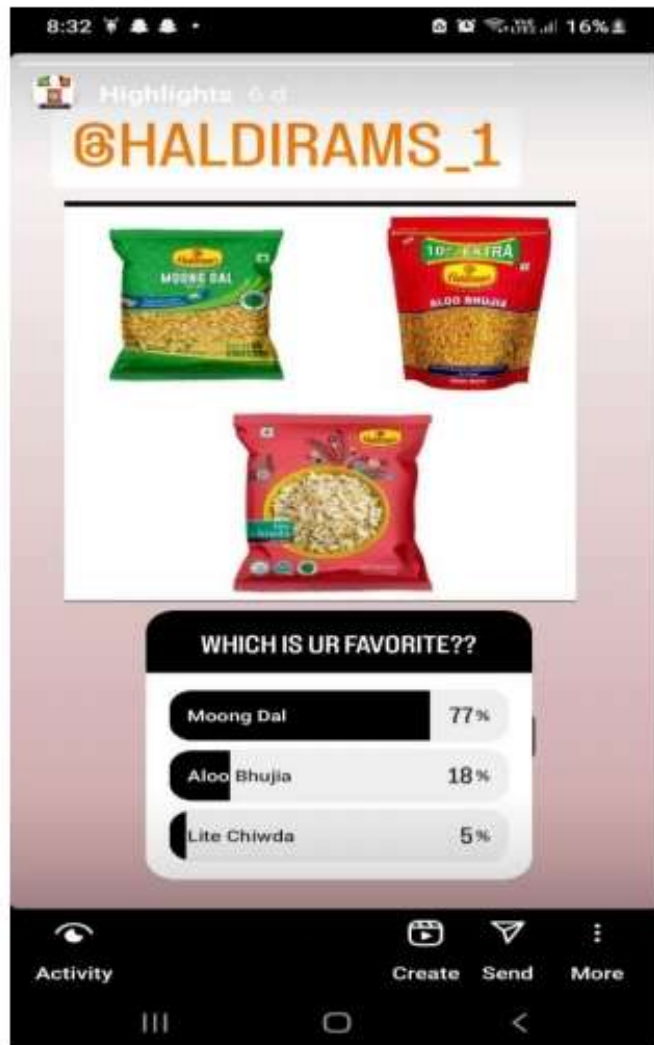 8:32
16%
Highlights 6 d
@HALDIRAMS_1
Haldiram's
MOONG DAL
10% EXTRA
Haldiram's
ALOO BHUJIA
Haldiram's
WHICH IS UR FAVORITE??
Moong Dal 77%
Aloo Bhujia 18%
Lite Chiwda 5%
Activity
Create
Send
More